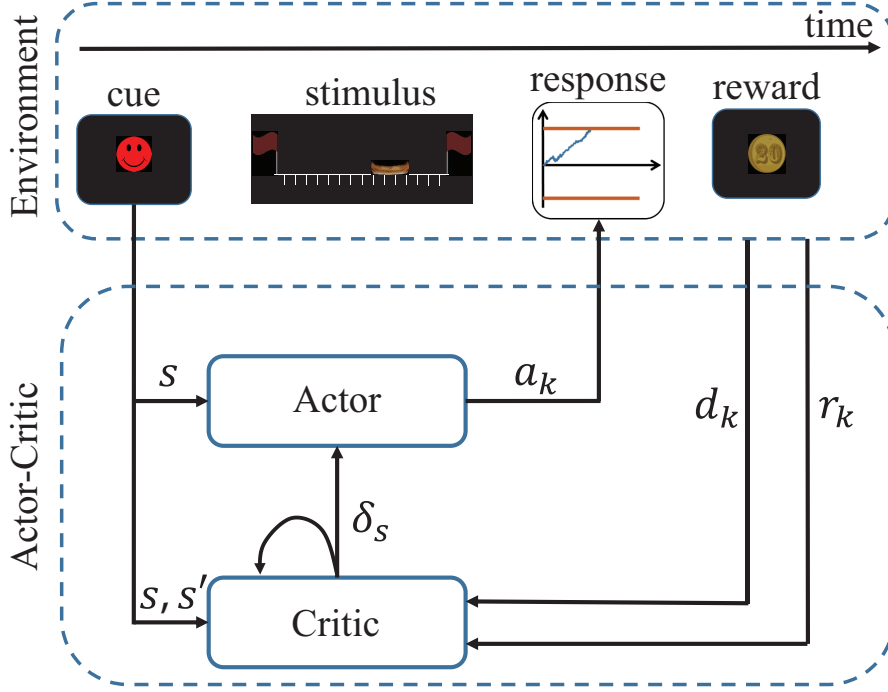 Environment
time
cue
stimulus
response
reward
20
Actor-Critic
s
Actor
a_k
d_k
r_k
δ_s
s, s'
Critic